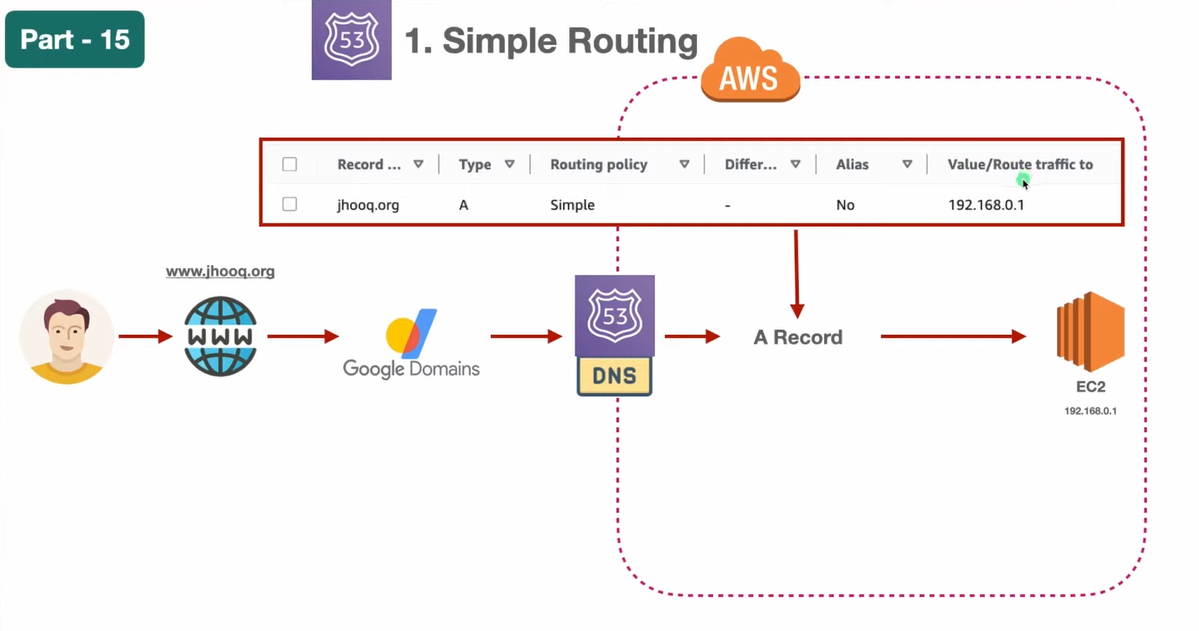 Part - 15
53
1. Simple Routing
AWS
Record ... Type Routing policy Differ... Alias Value/Route traffic to
jhooq.org A Simple - No 192.168.0.1
www.jhooq.org
WWW
Google Domains
53
DNS
A Record
EC2
192.168.0.1